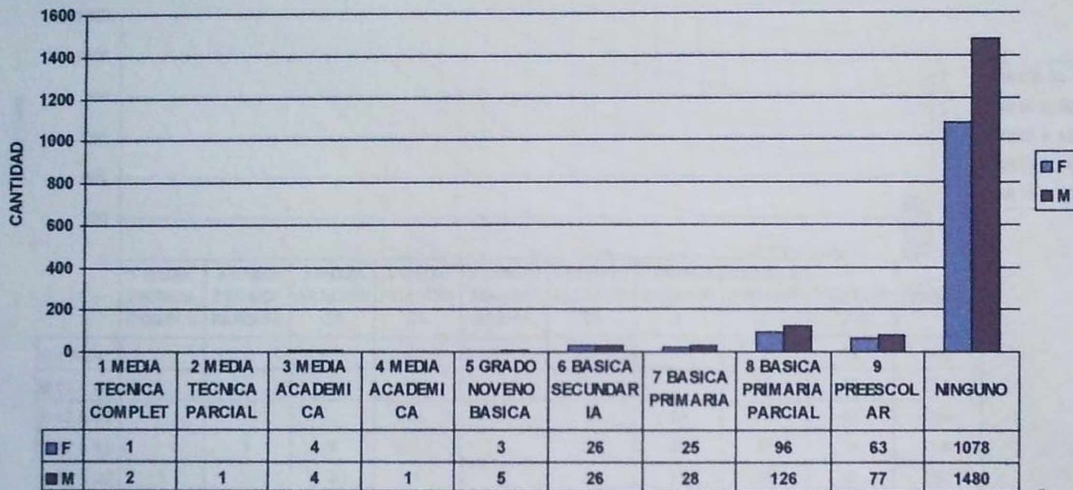 1600
1400
1200
1000
800
600
400
200
0
CANTIDAD
1 MEDIA TECNICA COMPLET
2 MEDIA TECNICA PARCIAL
3 MEDIA ACADEMI CA
4 MEDIA ACADEMI CA
5 GRADO NOVENO BASICA
6 BASICA SECUNDAR IA
7 BASICA PRIMARIA
8 BASICA PRIMARIA PARCIAL
9 PREESCOL AR
NINGUNO
F 1 4 3 26 25 96 63 1078
M 2 1 4 1 5 26 28 126 77 1480
F
M